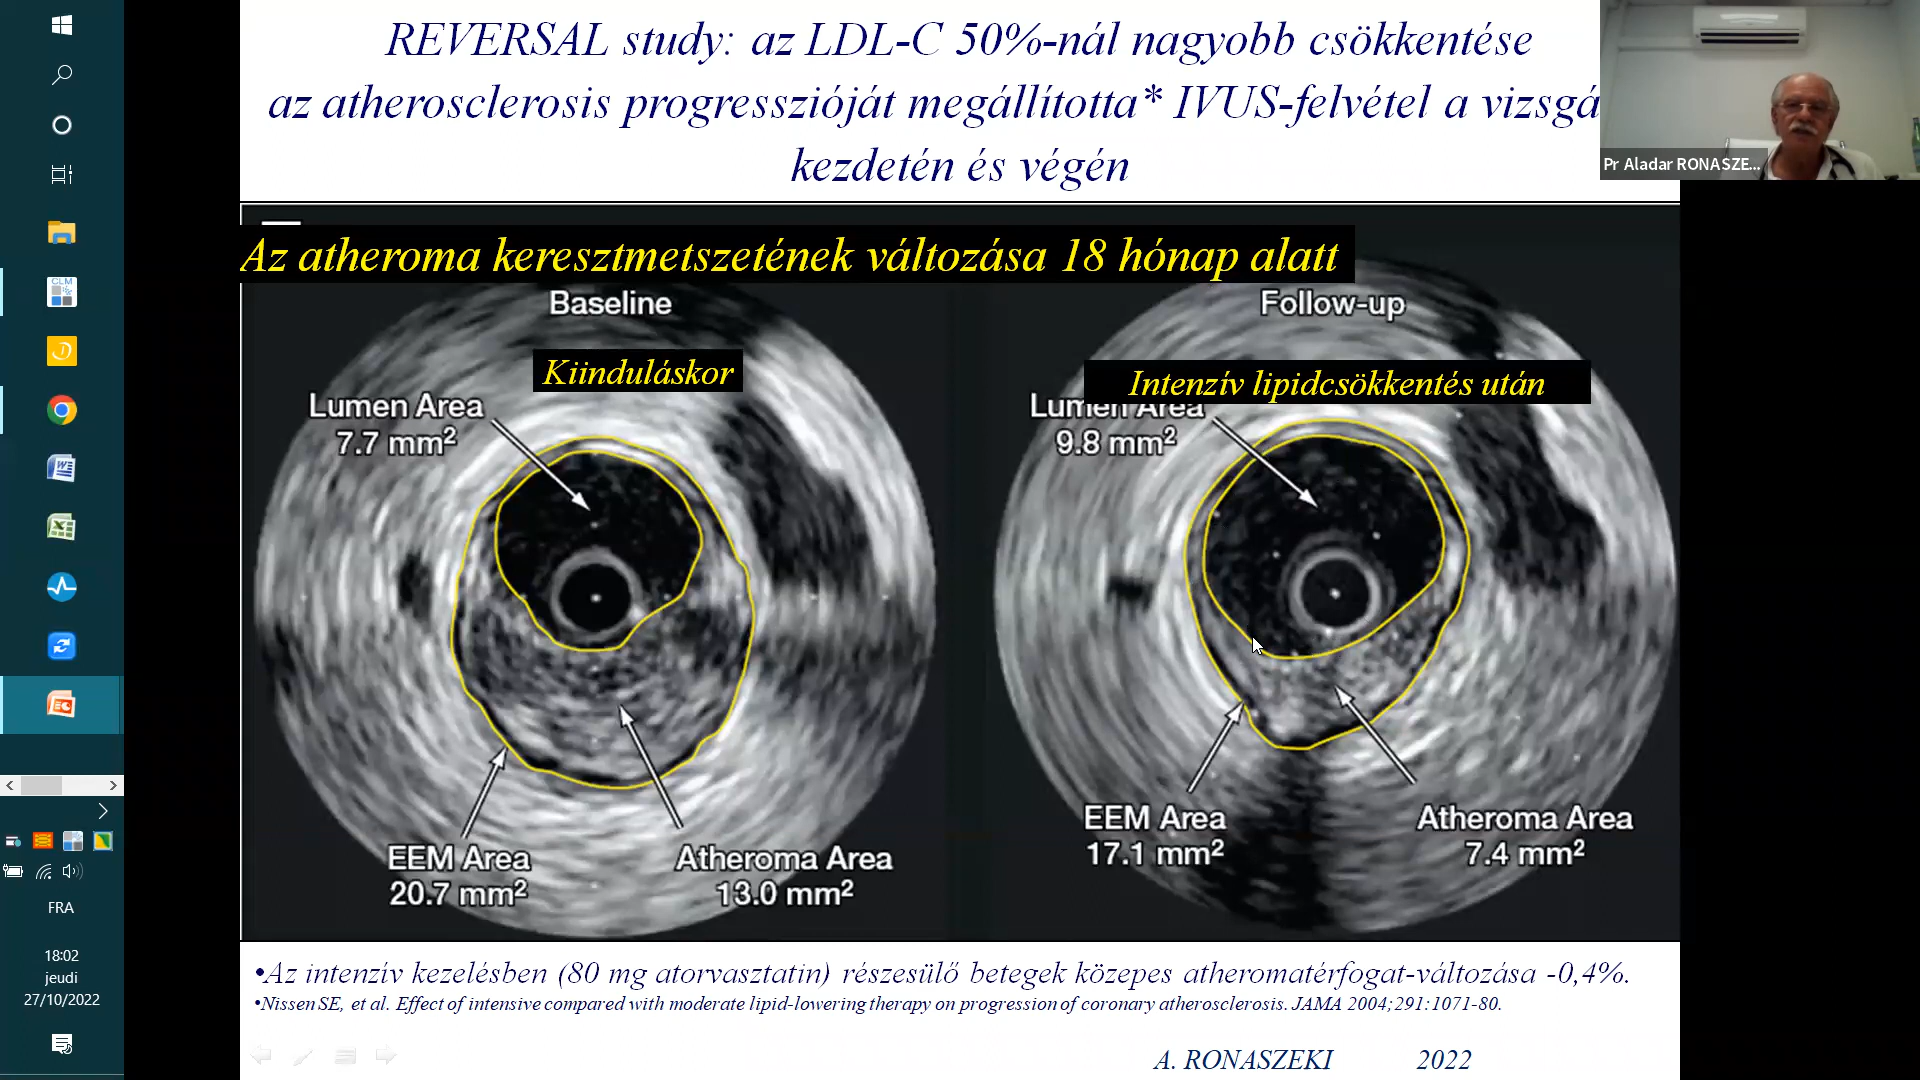 REVERSAL study: az LDL-C 50%-nál nagyobb csökkentése
az atherosclerosis progresszióját megállította* IVUS-felvétel a vizsgá
kezdetén és végén
Pr Aladar RONASZE...
Az atheroma keresztmetszetének változása 18 hónap alatt
Baseline
Follow-up
Kiinduláskor
Intenzív lipidcsökkentés után
Lumen Area
7.7 mm²
Lumen Area
9.8 mm²
EEM Area
20.7 mm²
Atheroma Area
13.0 mm²
EEM Area
17.1 mm²
Atheroma Area
7.4 mm²
•Az intenzív kezelésben (80 mg atorvasztatin) részesülő betegek közepes atheromatérfogat-változása -0,4%.
•Nissen SE, et al. Effect of intensive compared with moderate lipid-lowering therapy on progression of coronary atherosclerosis. JAMA 2004;291:1071-80.
A. RONASZEKI 2022
CLM
FRA
18:02
jeudi
27/10/2022